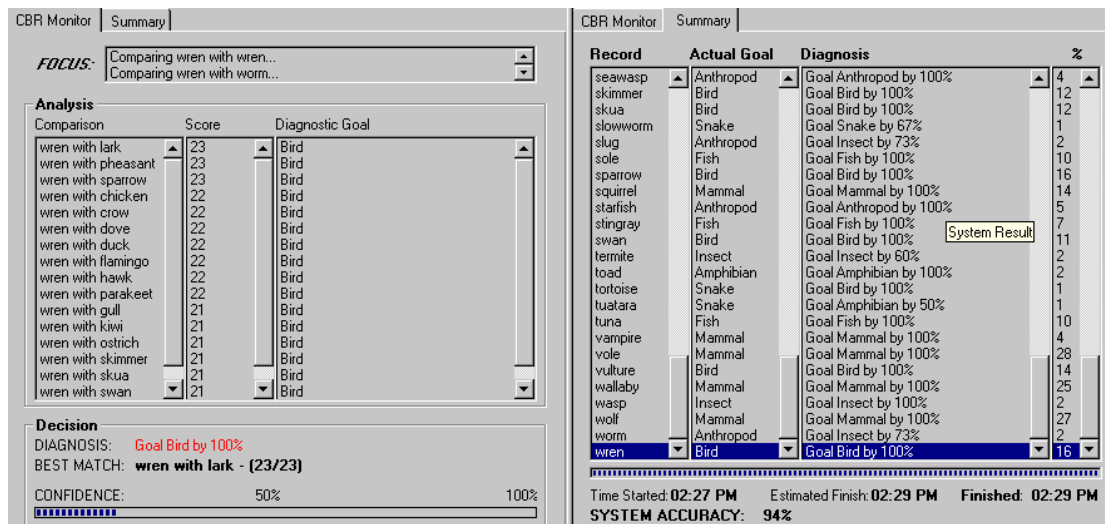 CBR Monitor Summary
FOCUS: Comparing wren with wren...
Comparing wren with worm...
Analysis
Comparison Score Diagnostic Goal
wren with lark 23 Bird
wren with pheasant 23 Bird
wren with sparrow 23 Bird
wren with chicken 22 Bird
wren with crow 22 Bird
wren with dove 22 Bird
wren with duck 22 Bird
wren with flamingo 22 Bird
wren with hawk 22 Bird
wren with parakeet 22 Bird
wren with gull 21 Bird
wren with kiwi 21 Bird
wren with ostrich 21 Bird
wren with skimmer 21 Bird
wren with skua 21 Bird
wren with swan 21 Bird
Decision
DIAGNOSIS: Goal Bird by 100%
BEST MATCH: wren with lark - (23/23)
CONFIDENCE: 50% 100%
CBR Monitor Summary
Record Actual Goal Diagnosis %
seawasp Anthropod Goal Anthropod by 100% 4
skimmer Bird Goal Bird by 100% 12
skua Bird Goal Bird by 100% 12
slowworm Snake Goal Snake by 67% 1
slug Anthropod Goal Insect by 73% 2
sole Fish Goal Fish by 100% 10
sparrow Bird Goal Bird by 100% 16
squirrel Mammal Goal Mammal by 100% 14
starfish Anthropod Goal Anthropod by 100% 5
stingray Fish Goal Fish by 100% 7
swan Bird Goal Bird by 100% System Result 11
termite Insect Goal Insect by 60% 2
toad Amphibian Goal Amphibian by 100% 2
tortoise Snake Goal Bird by 100% 1
tuatara Snake Goal Amphibian by 50% 1
tuna Fish Goal Fish by 100% 10
vampire Mammal Goal Mammal by 100% 4
vole Mammal Goal Mammal by 100% 28
vulture Bird Goal Bird by 100% 14
wallaby Mammal Goal Mammal by 100% 25
wasp Insect Goal Insect by 100% 2
wolf Mammal Goal Mammal by 100% 27
worm Anthropod Goal Insect by 73% 2
wren Bird Goal Bird by 100% 16
Time Started: 02:27 PM Estimated Finish: 02:29 PM Finished: 02:29 PM
SYSTEM ACCURACY: 94%